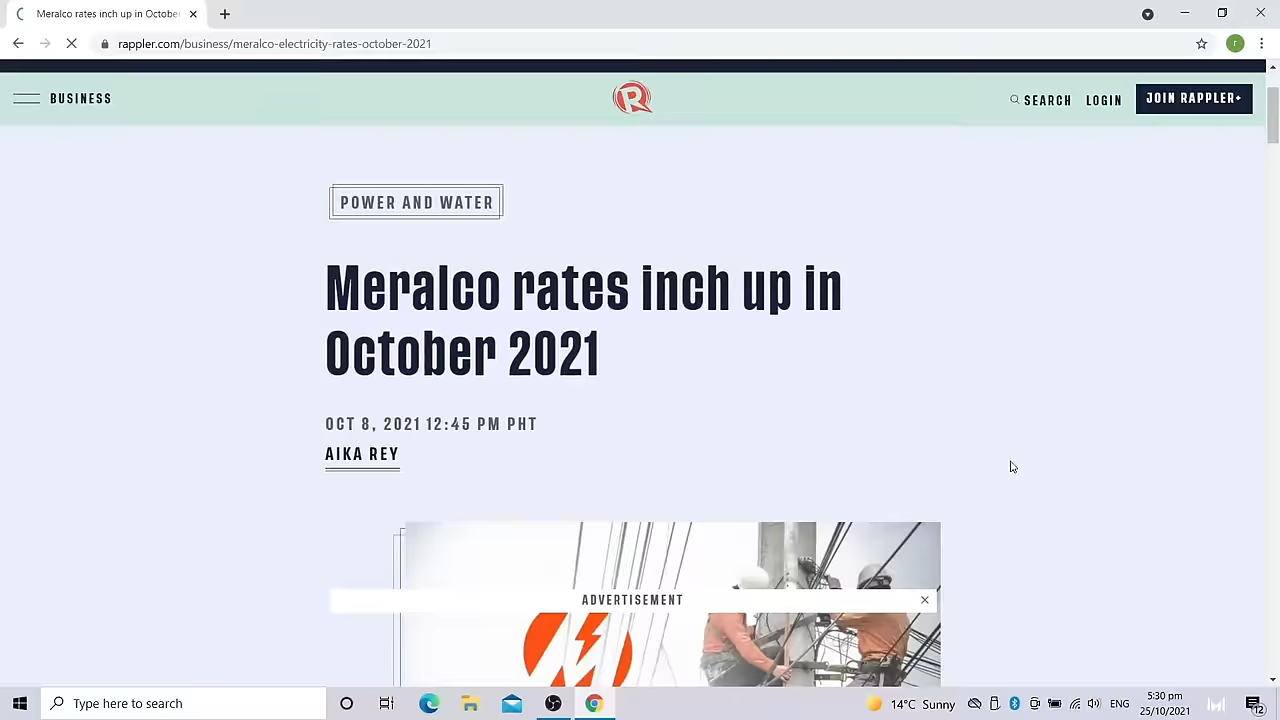 Meralco rates inch up in Octobe
rappler.com/business/meralco-electricity-rates-october-2021
r
BUSINESS
R
SEARCH
LOGIN
JOIN RAPPLER+
POWER AND WATER
Meralco rates inch up in
October 2021
OCT 8, 2021 12:45 PM PHT
AIKA REY
ADVERTISEMENT
Type here to search
14°C Sunny
ENG
5:30 pm
25/10/2021
12